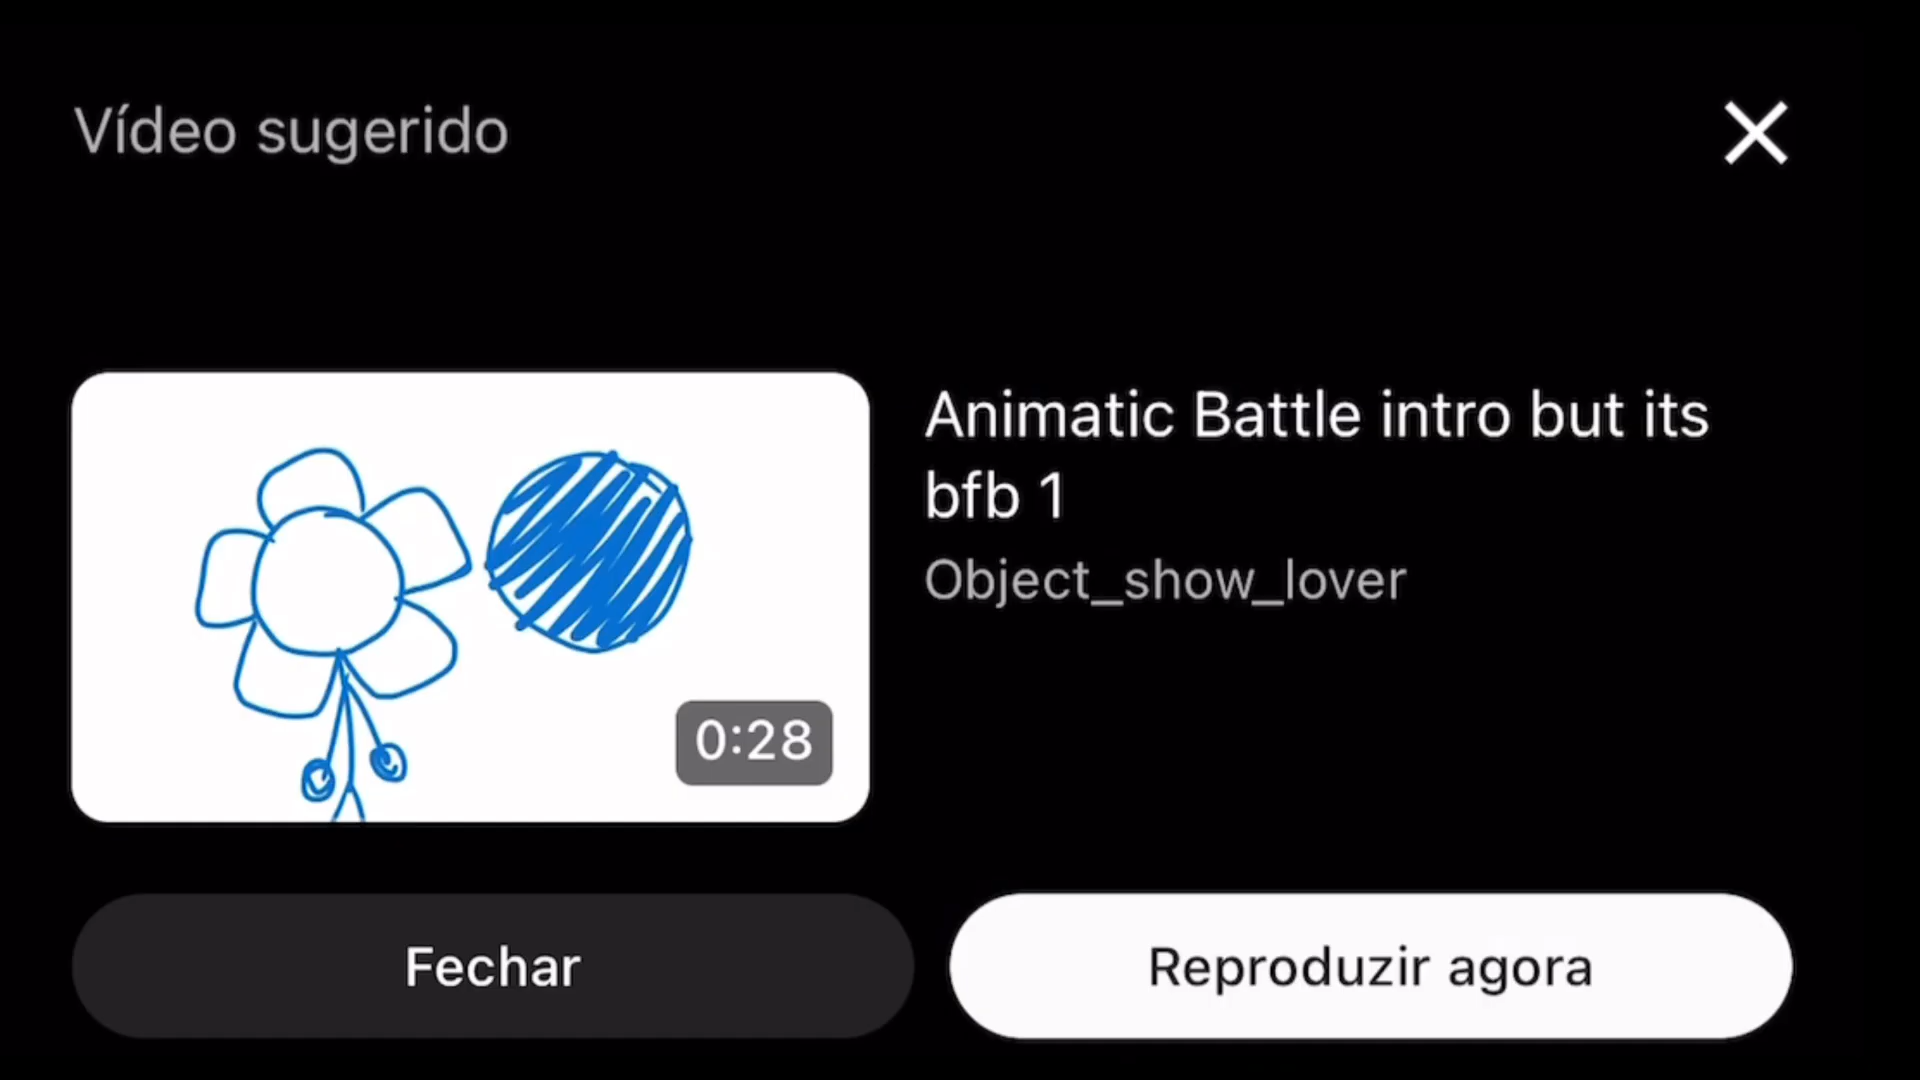 Vídeo sugerido
Animatic Battle intro but its
bfb 1
Object_show_lover
0:28
Fechar
Reproduzir agora